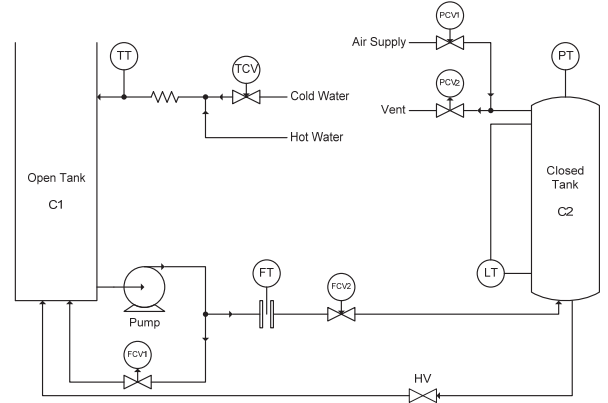 PCV1
Air Supply
PT
TT
TCV
PCV2
Cold Water
Vent
Hot Water
Open Tank
C1
Closed
Tank
C2
FT
FCV2
LT
Pump
FCV1
HV